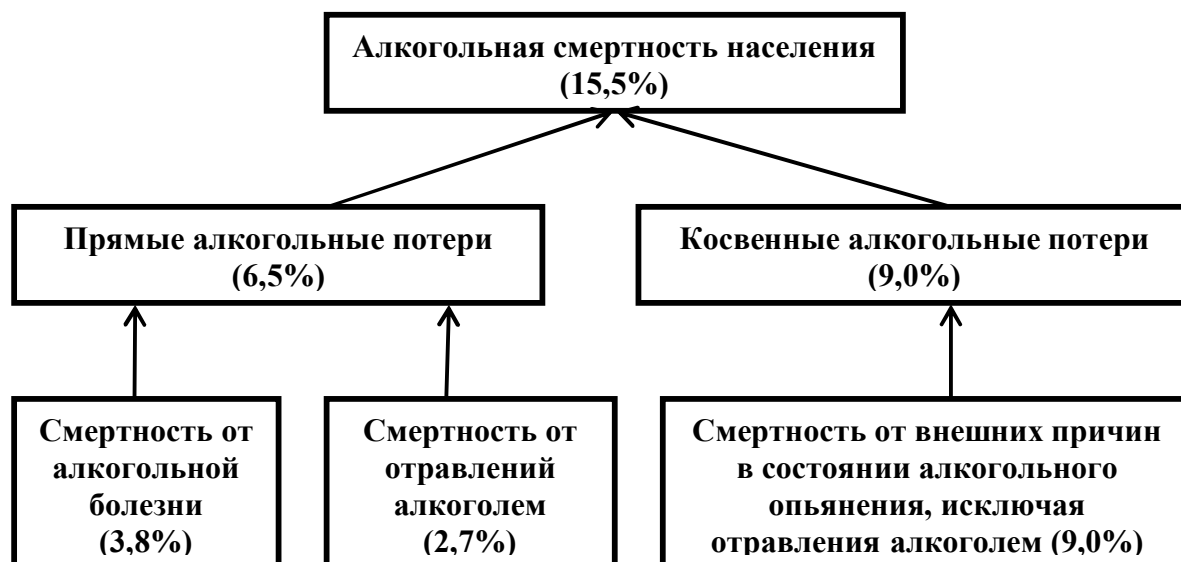 Алкогольная смертность населения
(15,5%)
Прямые алкогольные потери
(6,5%)
Косвенные алкогольные потери
(9,0%)
Смертность от
алкогольной
болезни
(3,8%)
Смертность от
отравлений
алкоголем
(2,7%)
Смертность от внешних причин
в состоянии алкогольного
опьянения, исключая
отравления алкоголем (9,0%)